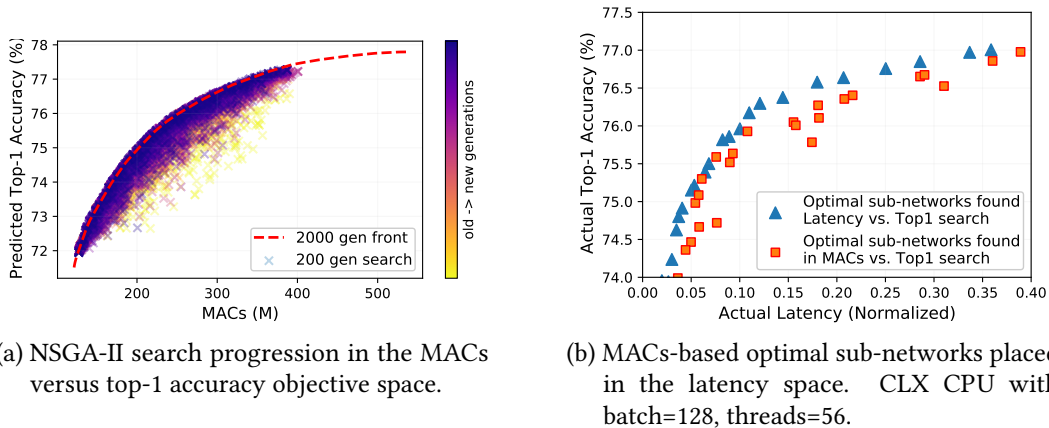 78
77
76
75
74
73
72
Predicted Top-1 Accuracy (%)
200
300
400
500
MACs (M)
2000 gen front
200 gen search
old -> new generations
(a) NSGA-II search progression in the MACs
versus top-1 accuracy objective space.
77.5
77.0
76.5
76.0
75.5
75.0
74.5
74.0
Actual Top-1 Accuracy (%)
0.00
0.05
0.10
0.15
0.20
0.25
0.30
0.35
0.40
Actual Latency (Normalized)
Optimal sub-networks found
Latency vs. Top1 search
Optimal sub-networks found
in MACs vs. Top1 search
(b) MACs-based optimal sub-networks placed
in the latency space. CLX CPU with
batch=128, threads=56.